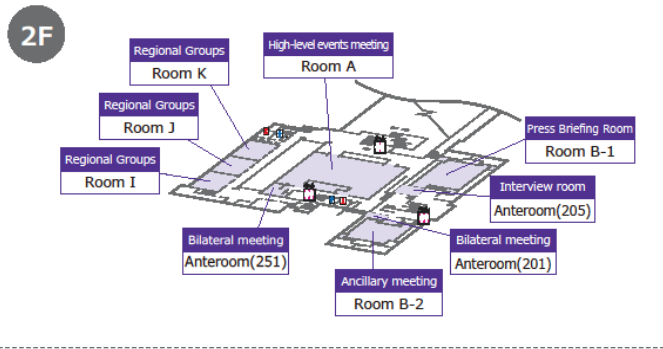 2F
Regional Groups
Room K
High-level events meeting
Room A
Regional Groups
Room J
Press Briefing Room
Room B-1
Regional Groups
Room I
Interview room
Anteroom(205)
Bilateral meeting
Anteroom(251)
Bilateral meeting
Anteroom(201)
Ancillary meeting
Room B-2